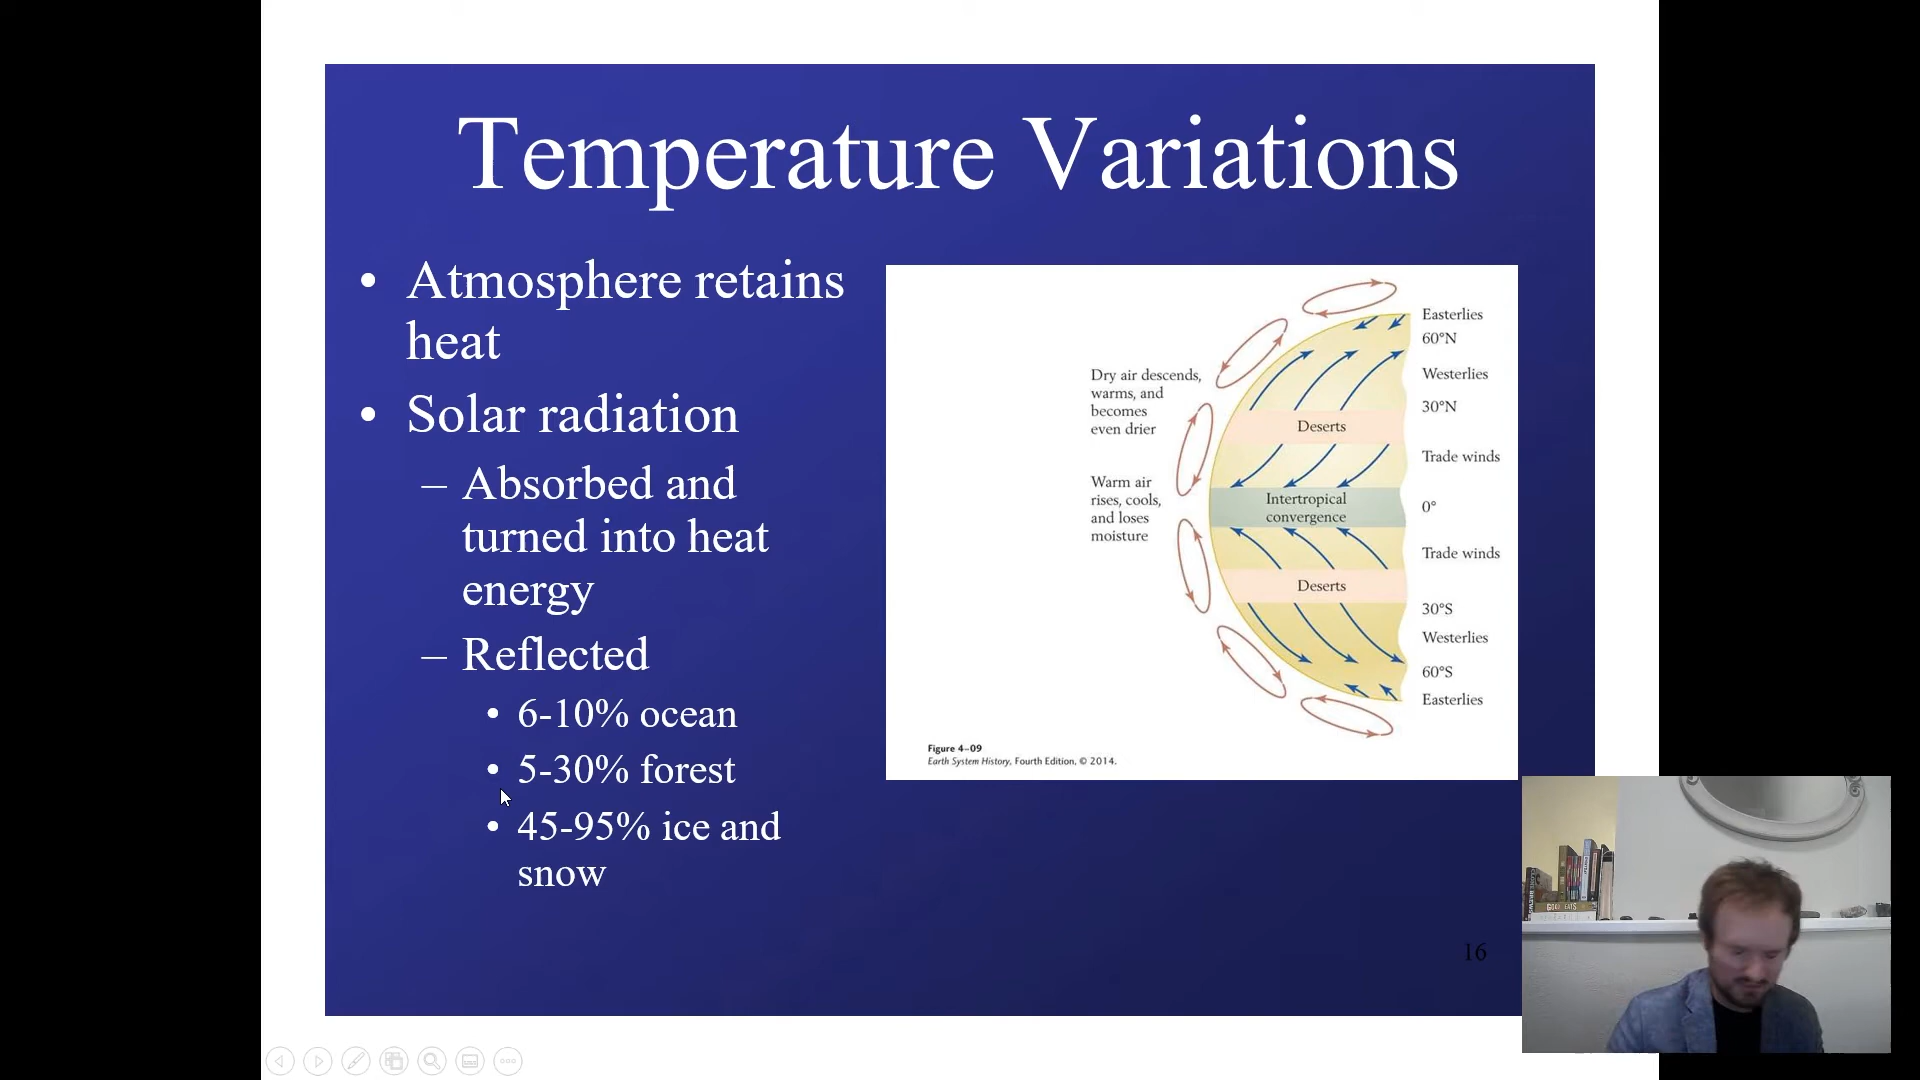 Temperature Variations
• Atmosphere retains
heat
• Solar radiation
– Absorbed and
turned into heat
energy
– Reflected
• 6-10% ocean
• 5-30% forest
• 45-95% ice and
snow
Dry air descends,
warms, and
becomes
even drier
Warm air
rises, cools,
and loses
moisture
Easterlies
60°N
Westerlies
30°N
Deserts
Trade winds
Intertropical
convergence
0°
Trade winds
Deserts
30°S
Westerlies
60°S
Easterlies
Figure 4–09
Earth System History, Fourth Edition, © 2014.
16
GOOD EATS